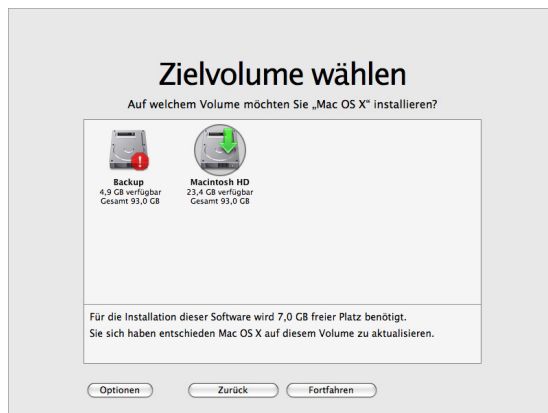 Zielvolume wählen
Auf welchem Volume möchten Sie „Mac OS X“ installieren?
Backup
4,9 GB verfügbar
Gesamt 93,0 GB
Macintosh HD
23,4 GB verfügbar
Gesamt 93,0 GB
Für die Installation dieser Software wird 7,0 GB freier Platz benötigt.
Sie sich haben entschieden Mac OS X auf diesem Volume zu aktualisieren.
Optionen
Zurück
Fortfahren